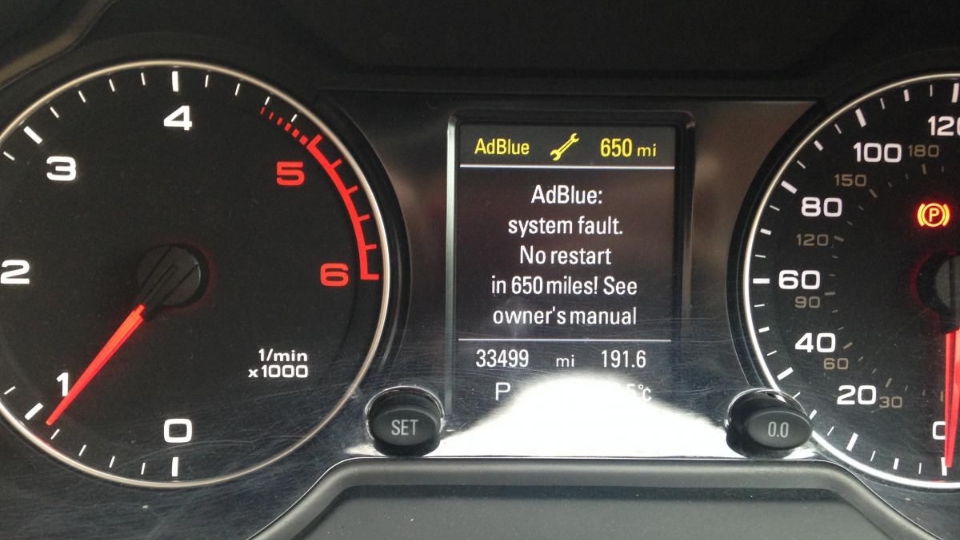 4
3
5
2
6
1
0
1/min
x1000
AdBlue 650 mi
AdBlue:
system fault.
No restart
in 650 miles! See
owner's manual
33499 mi 191.6
P
SET
0.0
120
100 180
150
80
120
60
90
40
60
20 30
0
(P)